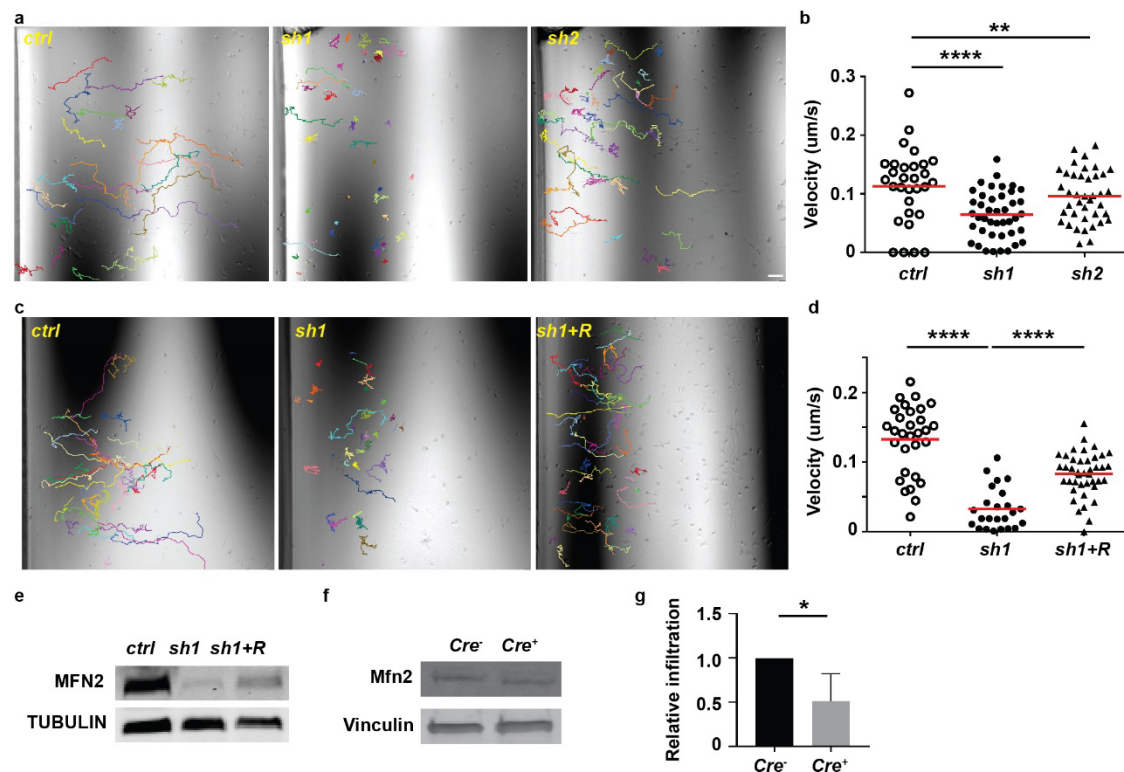 a
ctrl
sh1
sh2
b
**
****
Velocity (um/s)
0.3
0.2
0.1
0
ctrl sh1 sh2
c
ctrl
sh1
sh1+R
d
**** ****
Velocity (um/s)
0.2
0.1
0
ctrl sh1 sh1+R
e
ctrl sh1 sh1+R
MFN2
TUBULIN
f
Cre- Cre+
Mfn2
Vinculin
g
*
Relative infiltration
1.5
1.0
0.5
0
Cre- Cre+